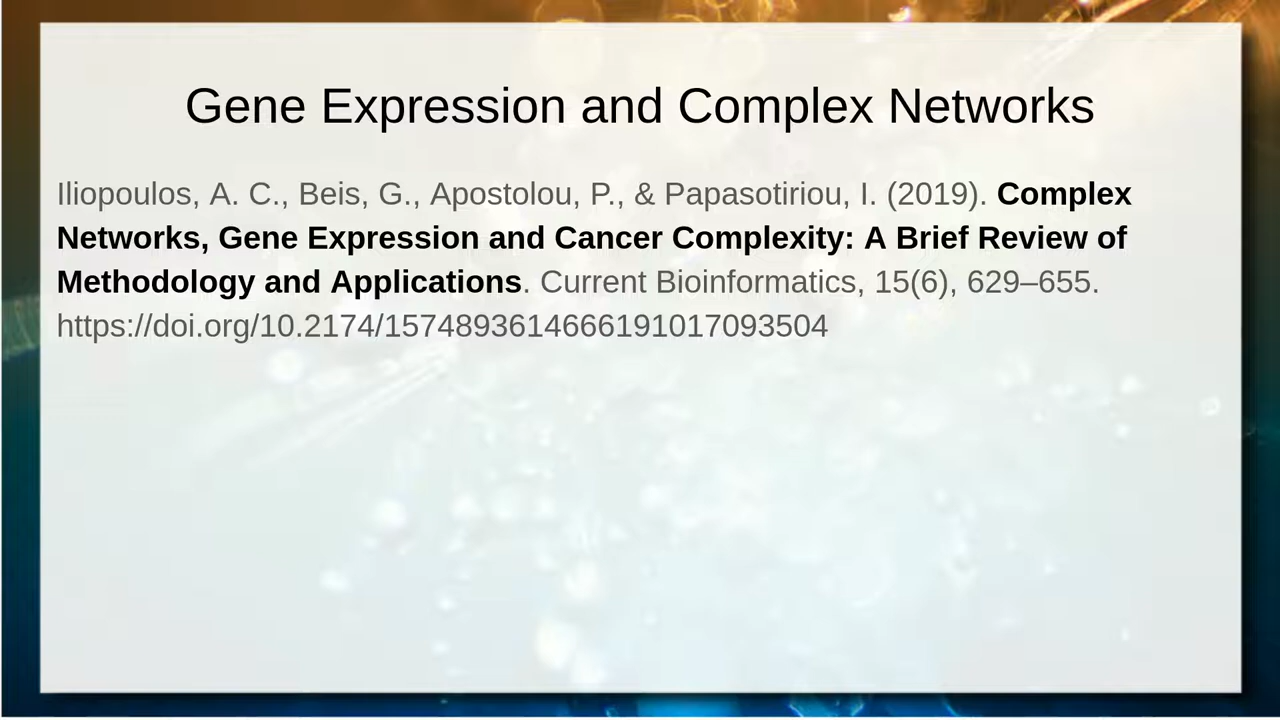 Gene Expression and Complex Networks
Iliopoulos, A. C., Beis, G., Apostolou, P., & Papasotiriou, I. (2019). Complex
Networks, Gene Expression and Cancer Complexity: A Brief Review of
Methodology and Applications. Current Bioinformatics, 15(6), 629–655.
https://doi.org/10.2174/1574893614666191017093504